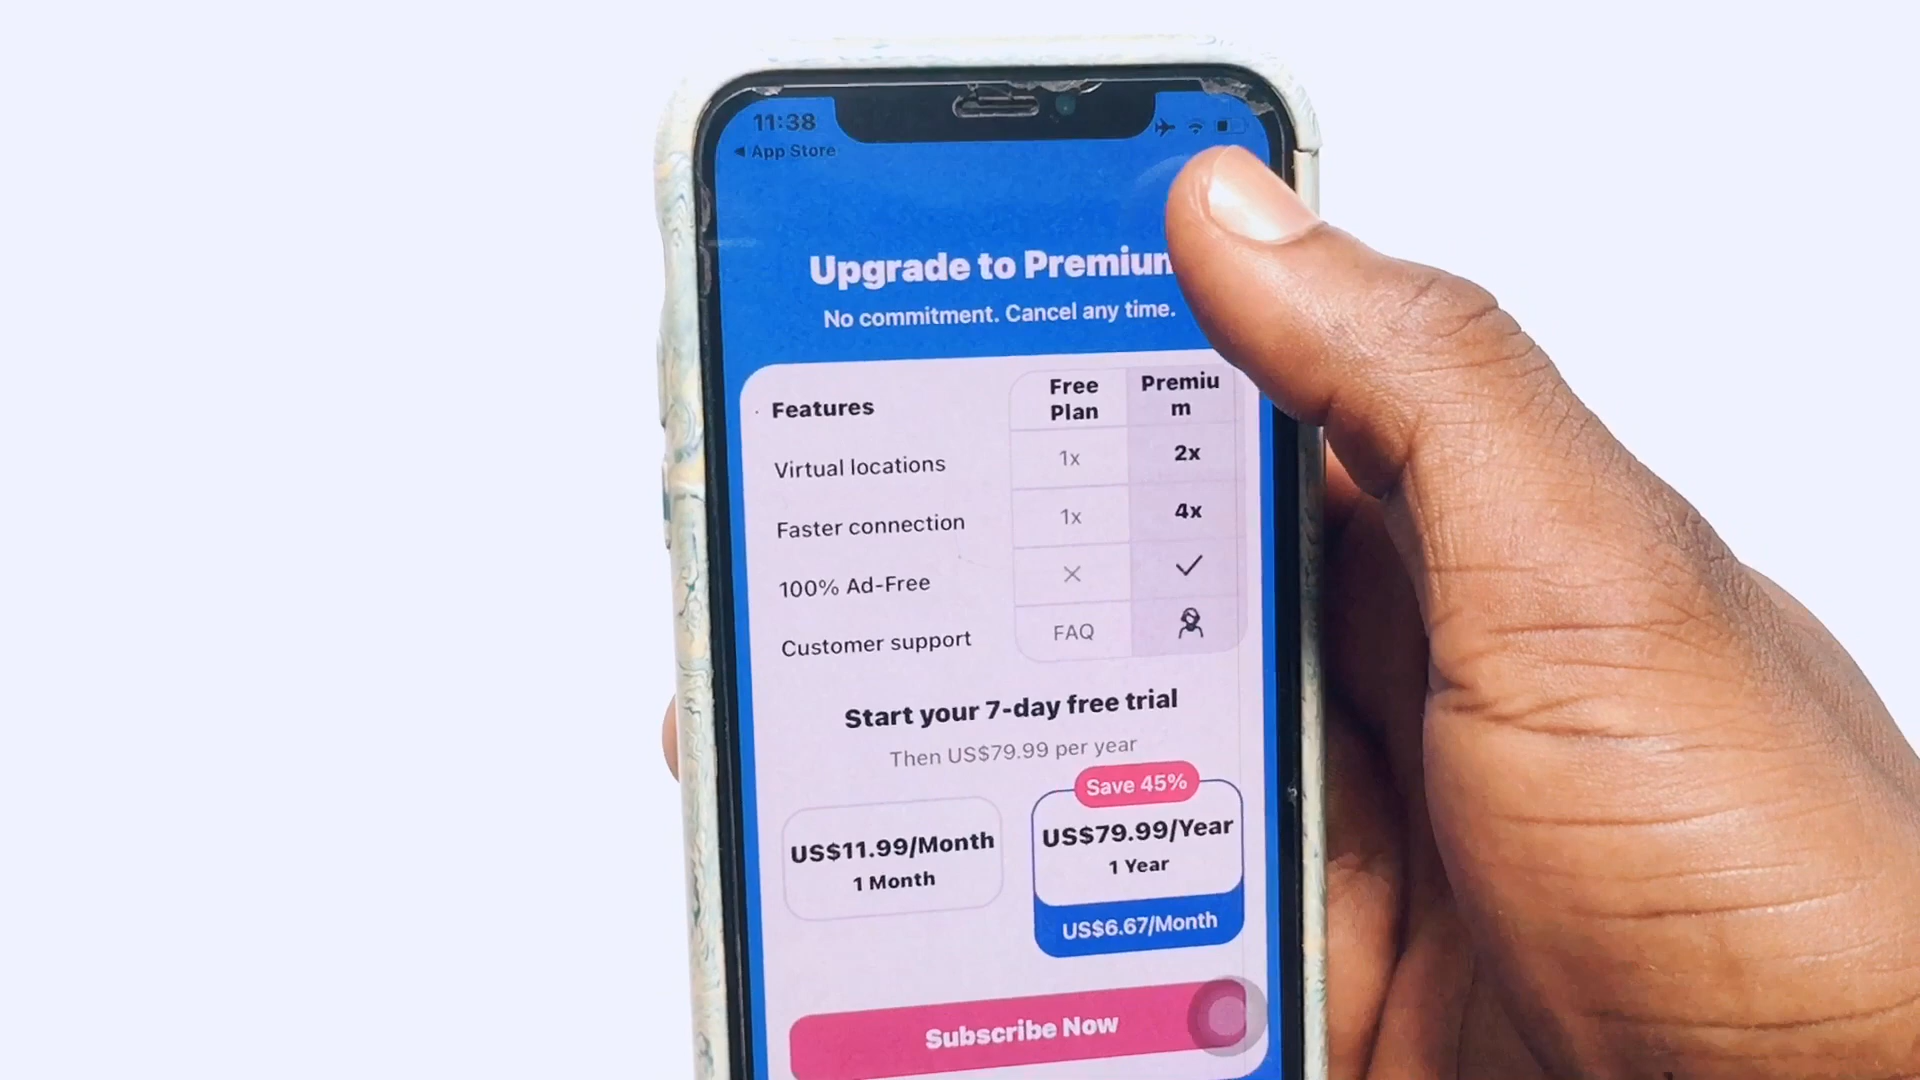 11:38
◀ App Store
Upgrade to Premium
No commitment. Cancel any time.
Features
Free
Plan
Premiu
m
Virtual locations
1x
2x
Faster connection
1x
4x
100% Ad-Free
Customer support
FAQ
Start your 7-day free trial
Then US$79.99 per year
Save 45%
US$11.99/Month
1 Month
US$79.99/Year
1 Year
US$6.67/Month
Subscribe Now